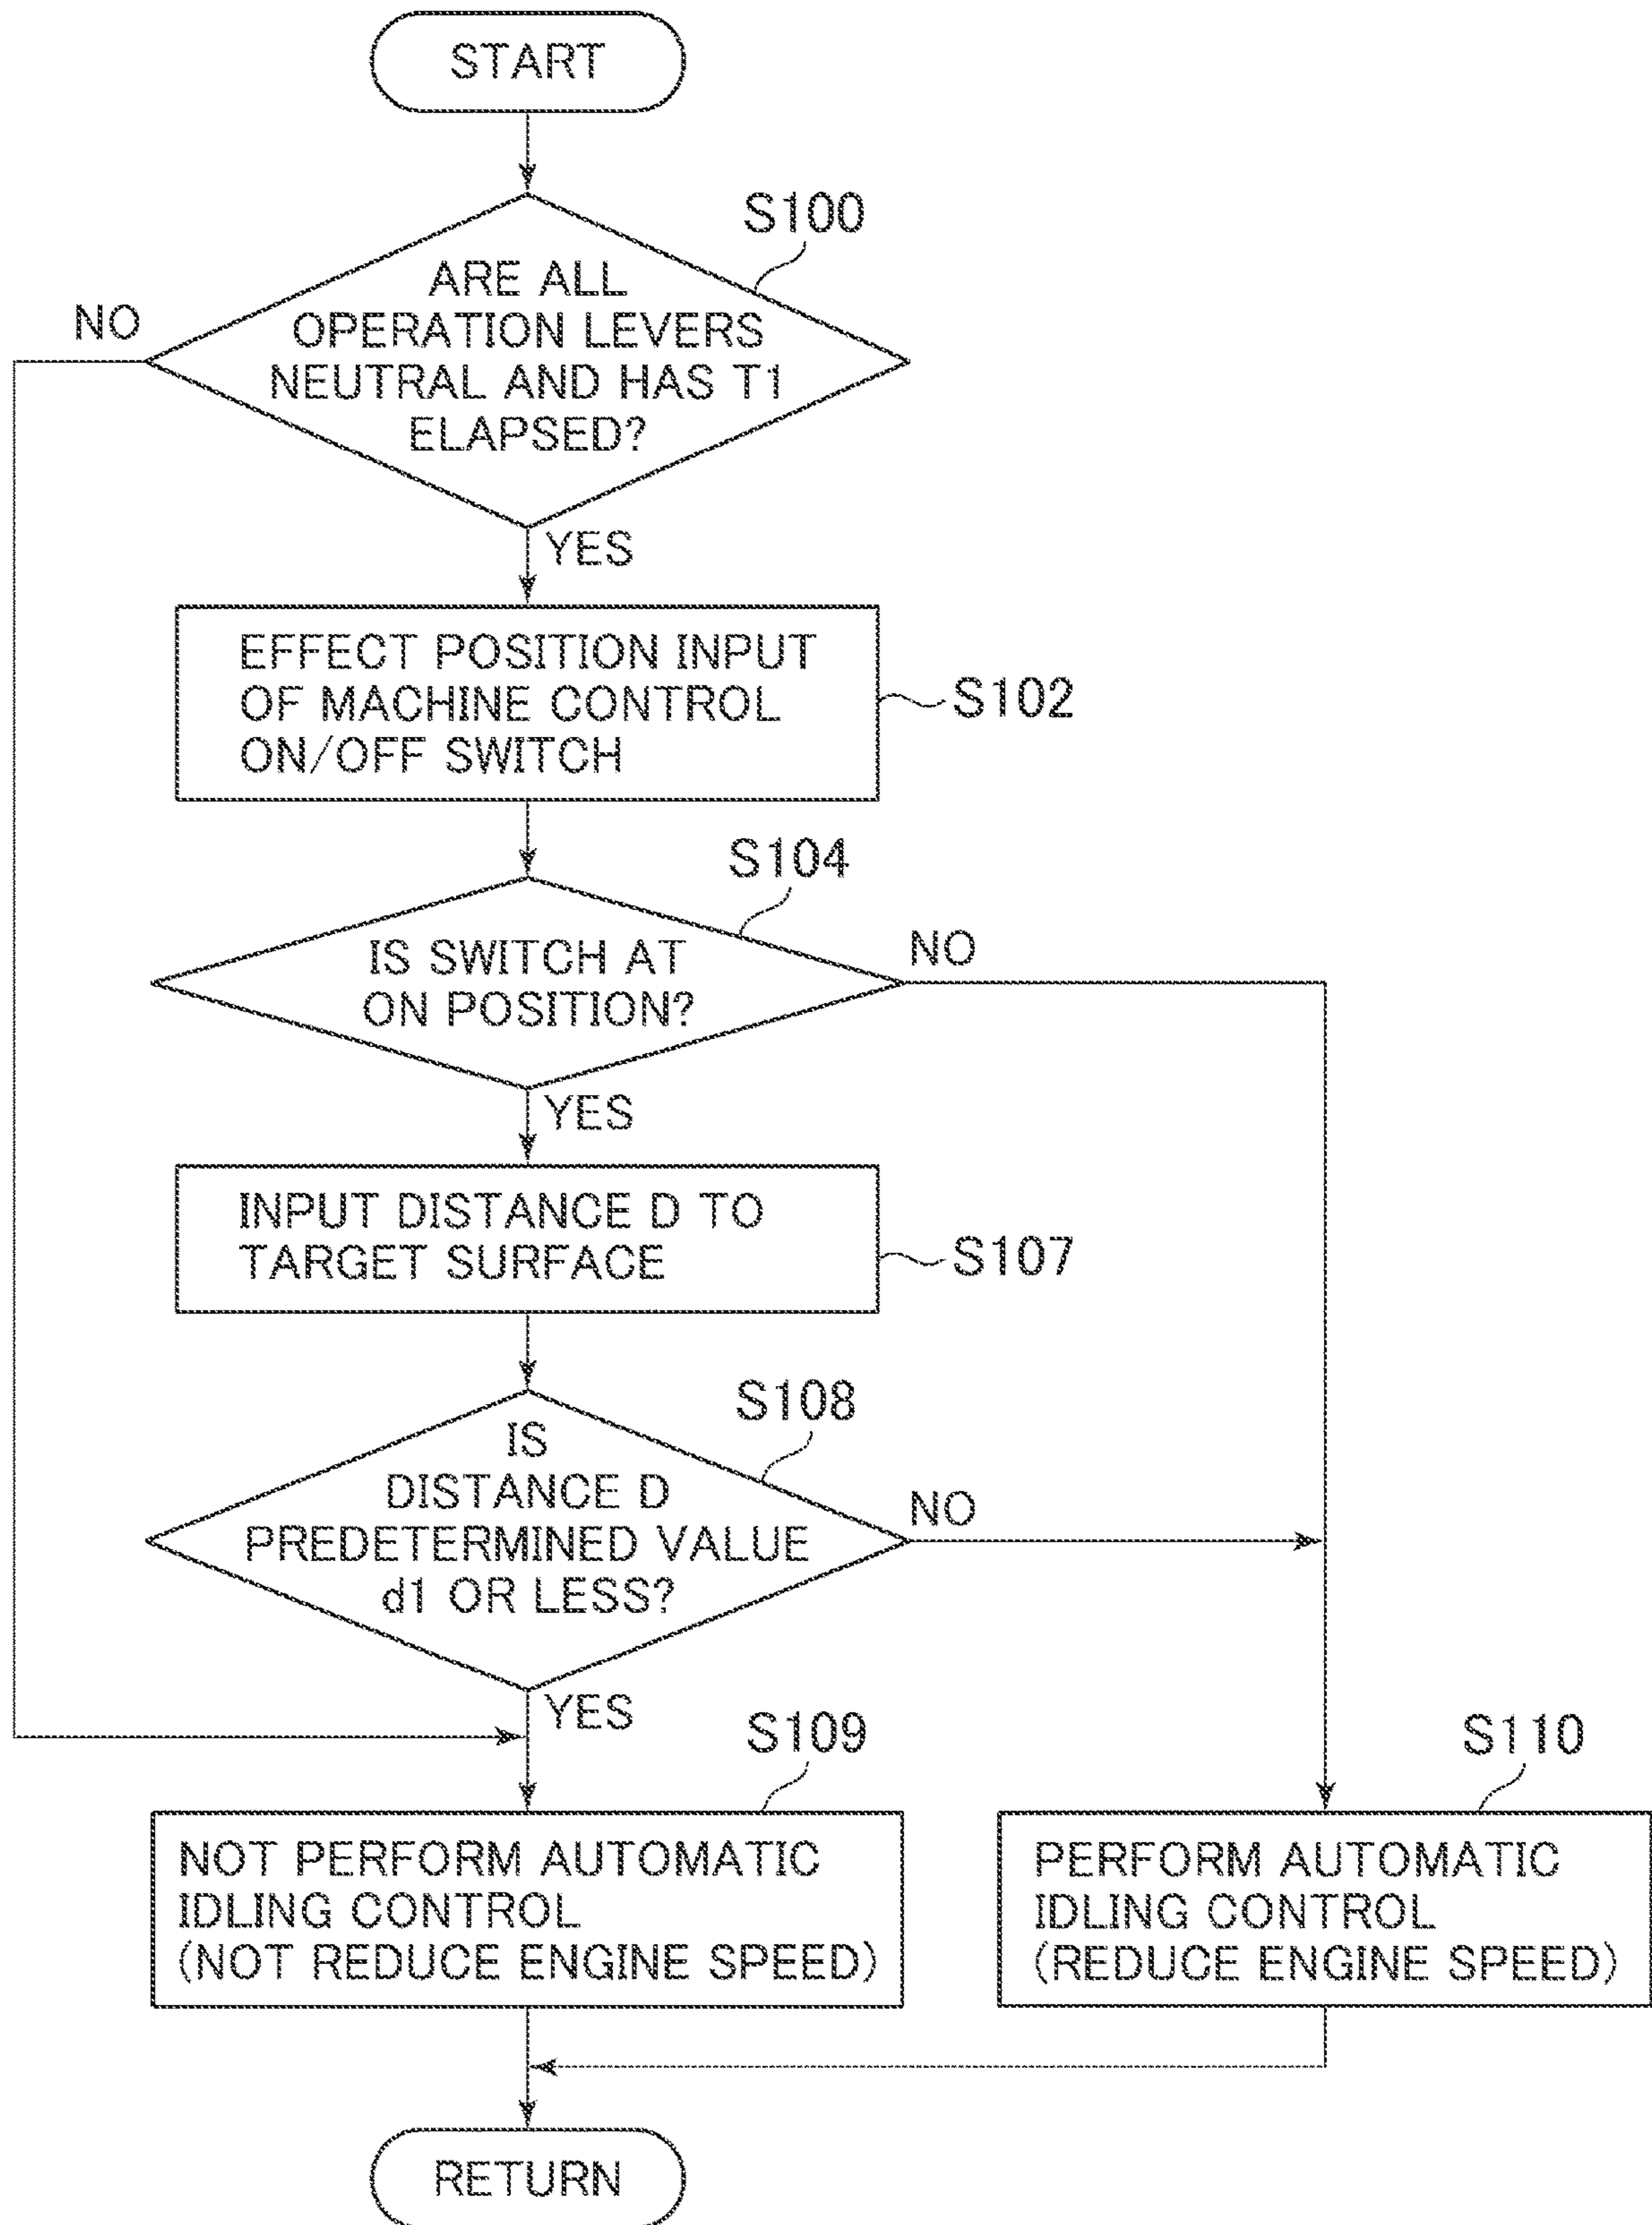 START
S100
ARE ALL
OPERATION LEVERS
NEUTRAL AND HAS T1
ELAPSED?
NO
YES
EFFECT POSITION INPUT
OF MACHINE CONTROL
ON/OFF SWITCH
S102
S104
IS SWITCH AT
ON POSITION?
NO
YES
INPUT DISTANCE D TO
TARGET SURFACE
S107
S108
IS
DISTANCE D
PREDETERMINED VALUE
d1 OR LESS?
NO
YES
S109
NOT PERFORM AUTOMATIC
IDLING CONTROL
(NOT REDUCE ENGINE SPEED)
S110
PERFORM AUTOMATIC
IDLING CONTROL
(REDUCE ENGINE SPEED)
RETURN